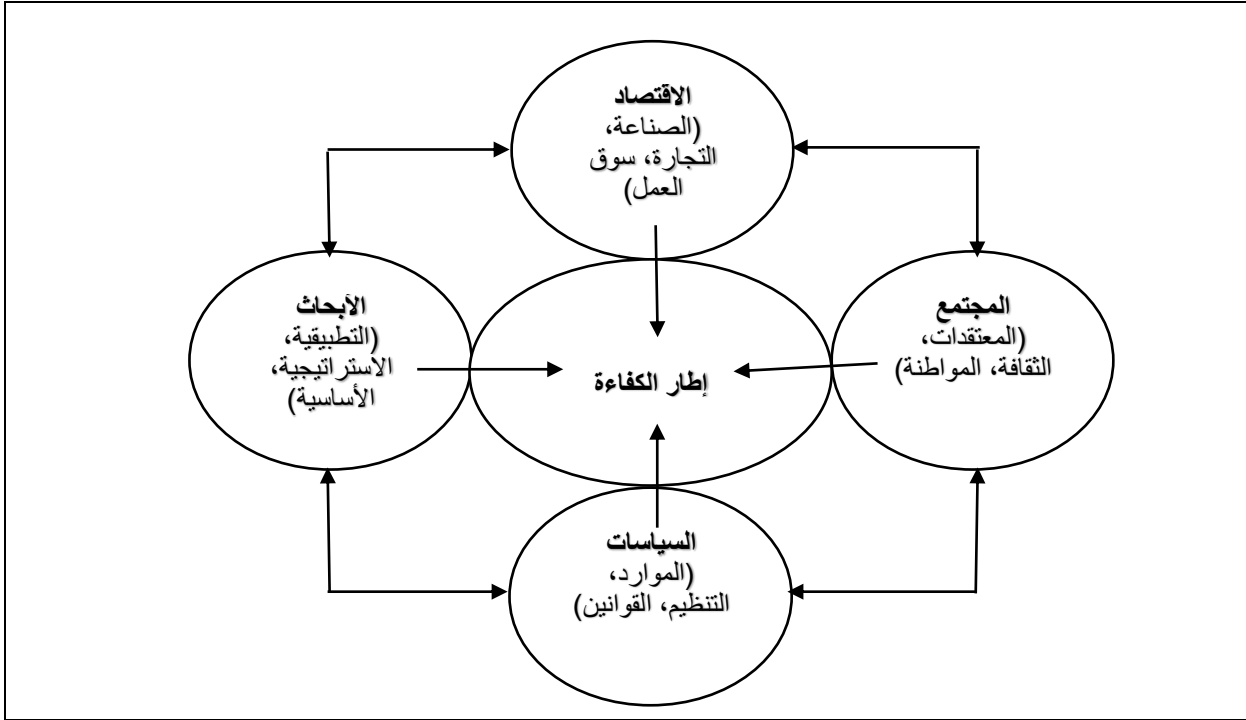 الاقتصاد
(الصناعة،
التجارة، سوق
العمل)
المجتمع
(المعتقدات،
الثقافة، المواطنة)
إطار الكفاءة
الأبحاث
(التطبيقية،
الاستراتيجية،
الأساسية)
السياسات
(الموارد،
التنظيم، القوانين)